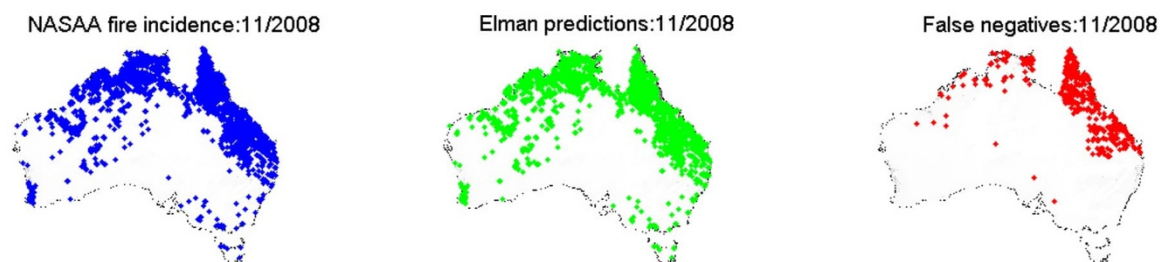 NASAA fire incidence:11/2008
Elman predictions:11/2008
False negatives:11/2008